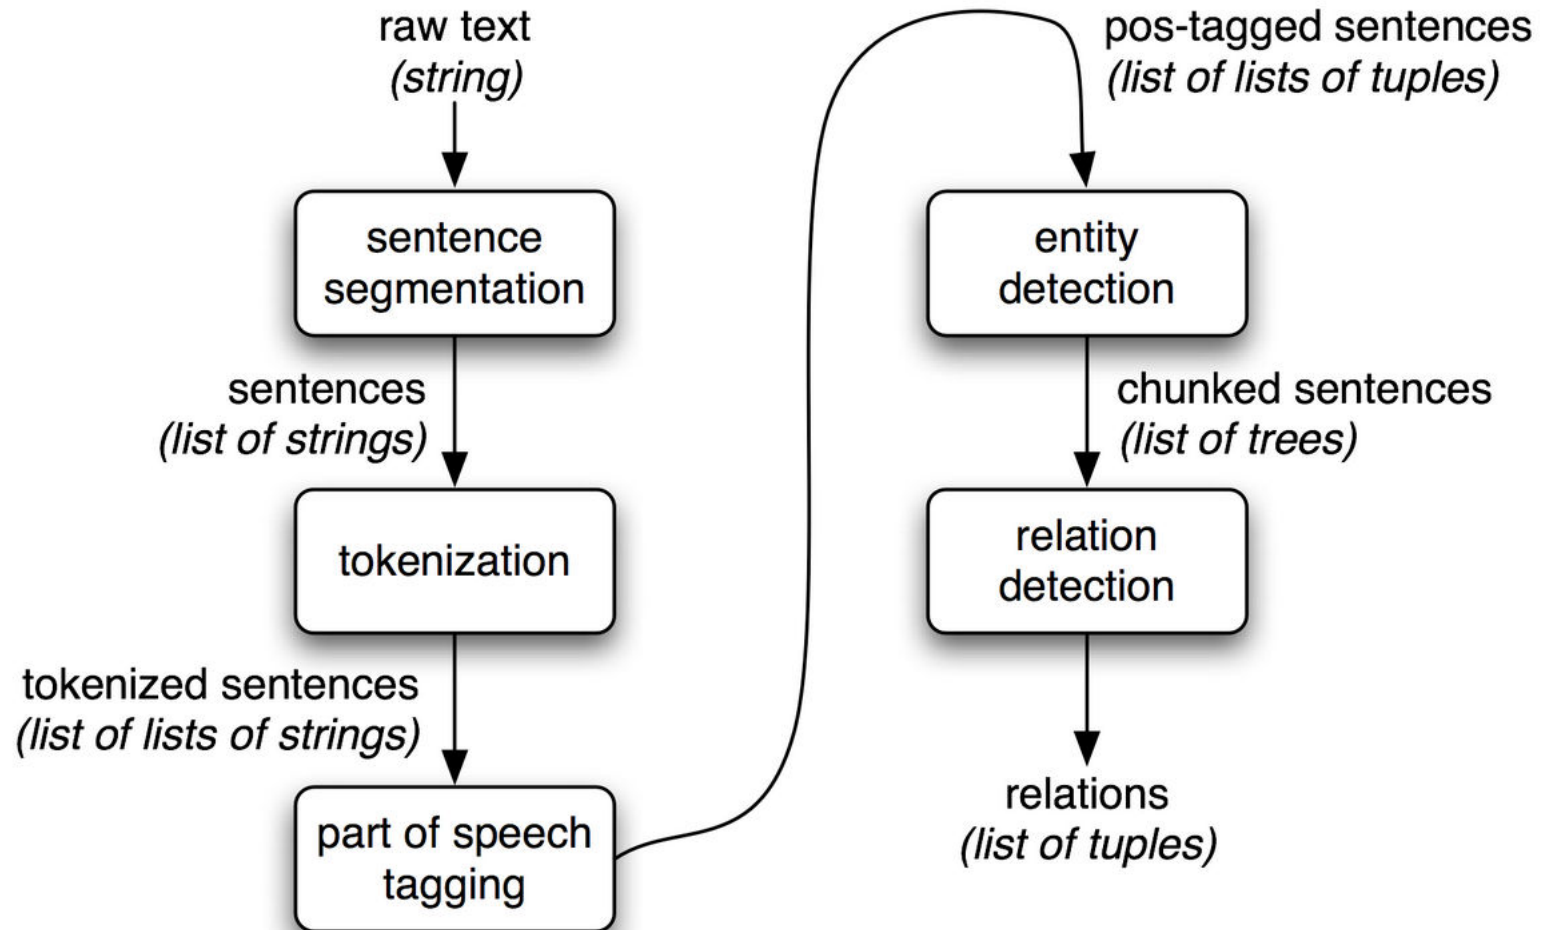 raw text
(string)
sentence
segmentation
sentences
(list of strings)
tokenization
tokenized sentences
(list of lists of strings)
part of speech
tagging
pos-tagged sentences
(list of lists of tuples)
entity
detection
chunked sentences
(list of trees)
relation
detection
relations
(list of tuples)